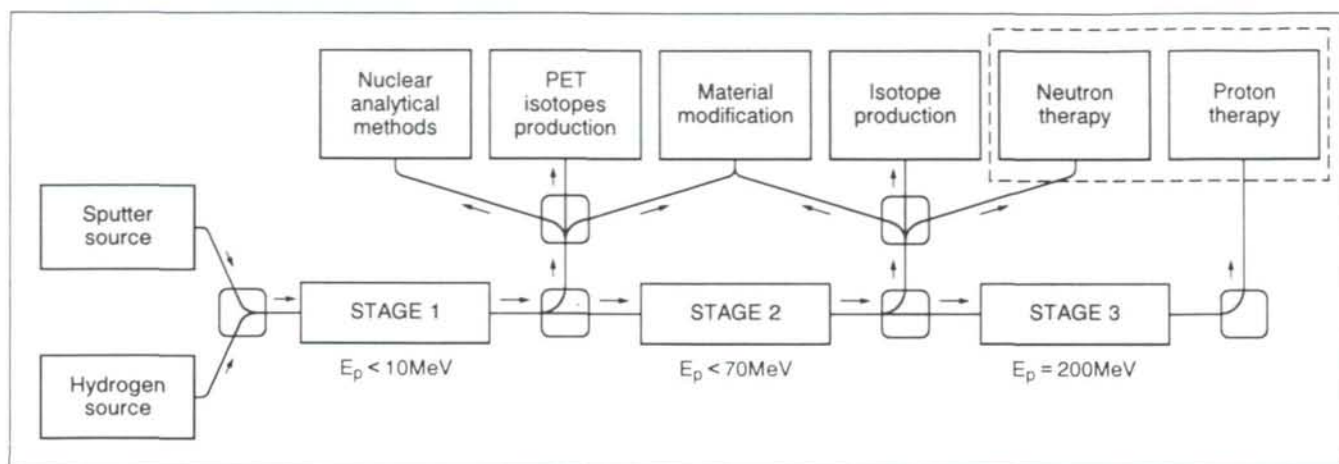 Nuclear
analytical
methods
PET
isotopes
production
Material
modification
Isotope
production
Neutron
therapy
Proton
therapy
Sputter
source
Hydrogen
source
STAGE 1
STAGE 2
STAGE 3
Ep < 10MeV
Ep < 70MeV
Ep = 200MeV